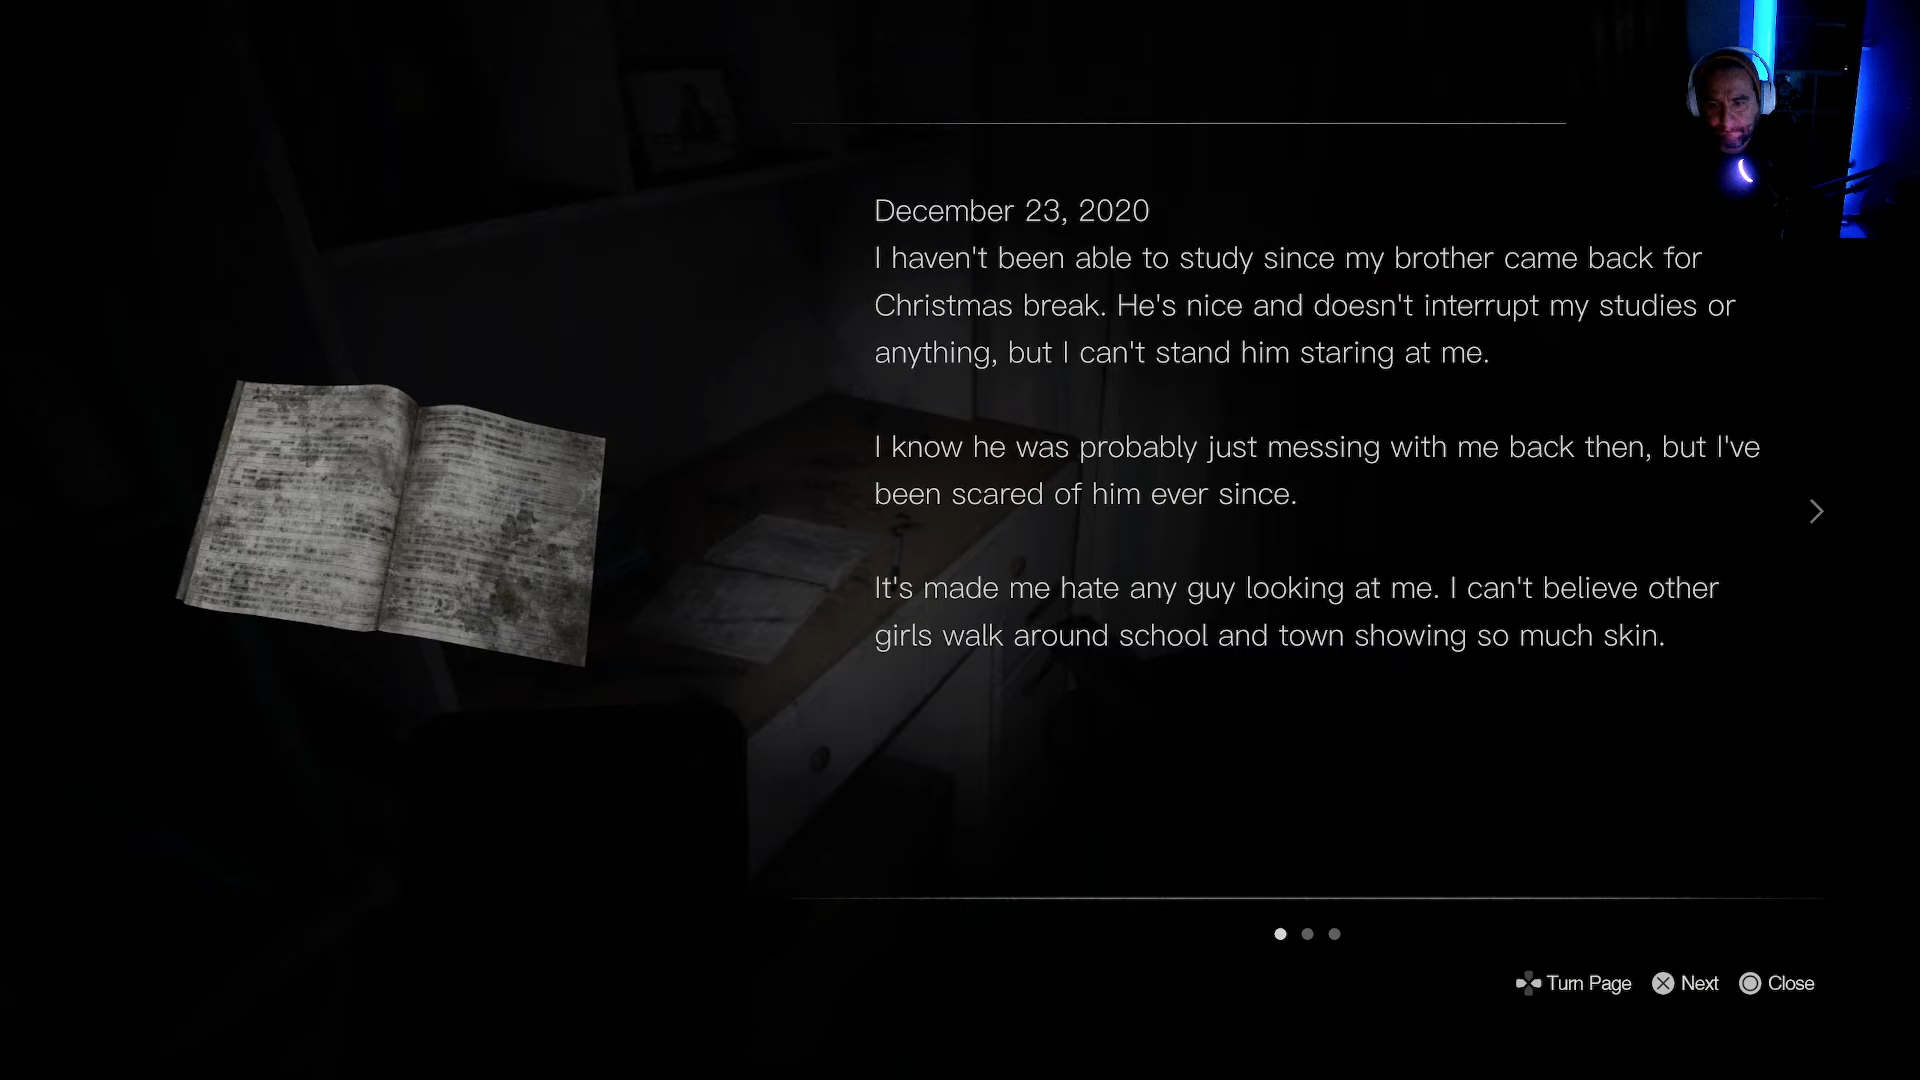 December 23, 2020
I haven't been able to study since my brother came back for
Christmas break. He's nice and doesn't interrupt my studies or
anything, but I can't stand him staring at me.
I know he was probably just messing with me back then, but I've
been scared of him ever since.
It's made me hate any guy looking at me. I can't believe other
girls walk around school and town showing so much skin.
Turn Page Next Close